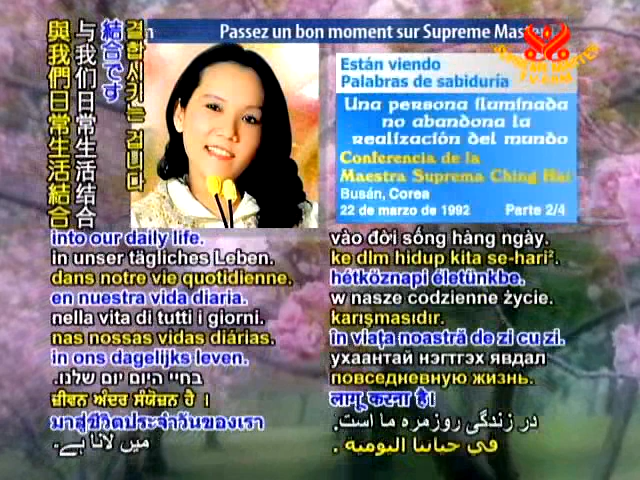 Passez un bon moment sur Supreme Master
SUPREME MASTER
TV.COM
與我們日常生活結合
与我们日常生活结合
結合です
결합시키는 겁니다
Están viendo
Palabras de sabiduría
Una persona iluminada
no abandona la
realización del mundo
Conferencia de la
Maestra Suprema Ching Hai
Busán, Corea
22 de marzo de 1992 Parte 2/4
into our daily life.
in unser tägliches Leben.
dans notre vie quotidienne.
en nuestra vida diaria.
nella vita di tutti i giorni.
nas nossas vidas diárias.
in ons dagelijks leven.
בחיי היום יום שלנו.
ਜੀਵਨ ਅੰਦਰ ਸੰਯੋਜਨ ਹੈ ।
มาสู่ชีวิตประจำวันของเรา
میں لانا ہے۔
vào đời sống hàng ngày.
ke dlm hidup kita se-hari².
hétköznapi életünkbe.
w nasze codzienne życie.
karışmasıdır.
în viaţa noastră de zi cu zi.
ухаантай нэгтгэх явдал
повседневную жизнь.
लागू करना है।
در زندگی روزمره ما است.
في حياتنا اليومية .